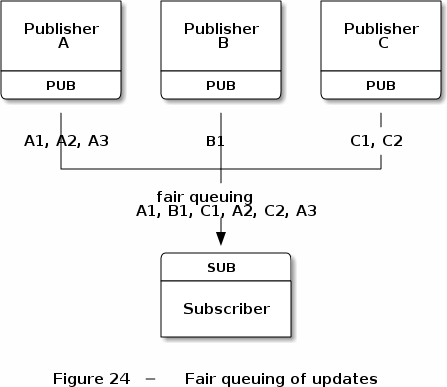 Publisher
A
PUB
Publisher
B
PUB
Publisher
C
PUB
A1, A2, A3
B1
C1, C2
fair queuing
A1, B1, C1, A2, C2, A3
SUB
Subscriber
Figure 24 – Fair queuing of updates